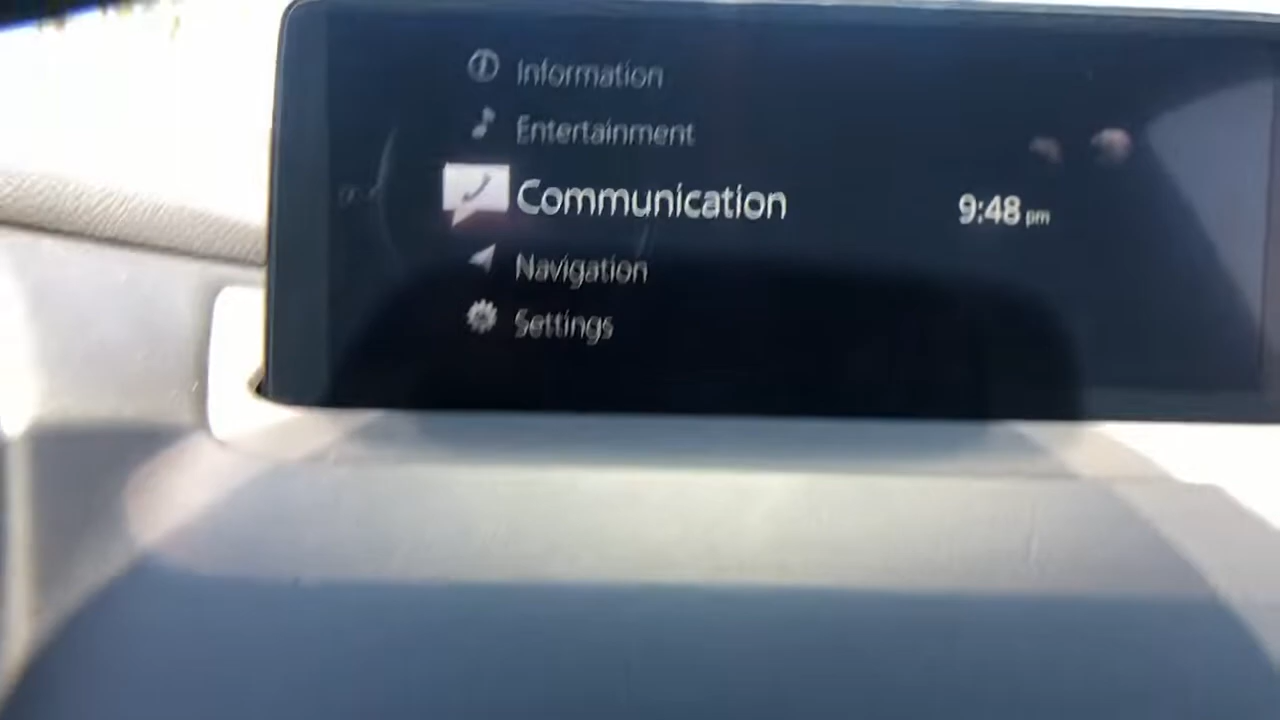 Information
Entertainment
Communication
9:48 pm
Navigation
Settings